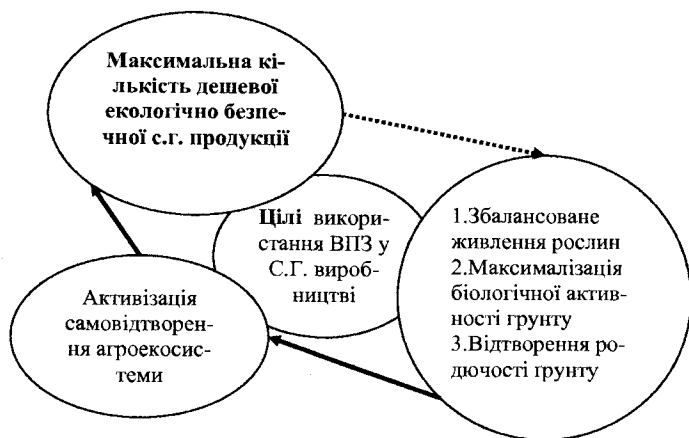 Максимальна кі-
лькість дешевої
екологічно безпе-
чної с.г. продукції
Цілі викори-
стання ВПЗ у
С.Г. вироб-
ництві
1.Збалансоване
живлення рослин
2.Максималізація
біологічної актив-
ності грунту
3.Відтворення ро-
дючості ґрунту
Активізація
самовідтворен-
ня агроекосис-
теми